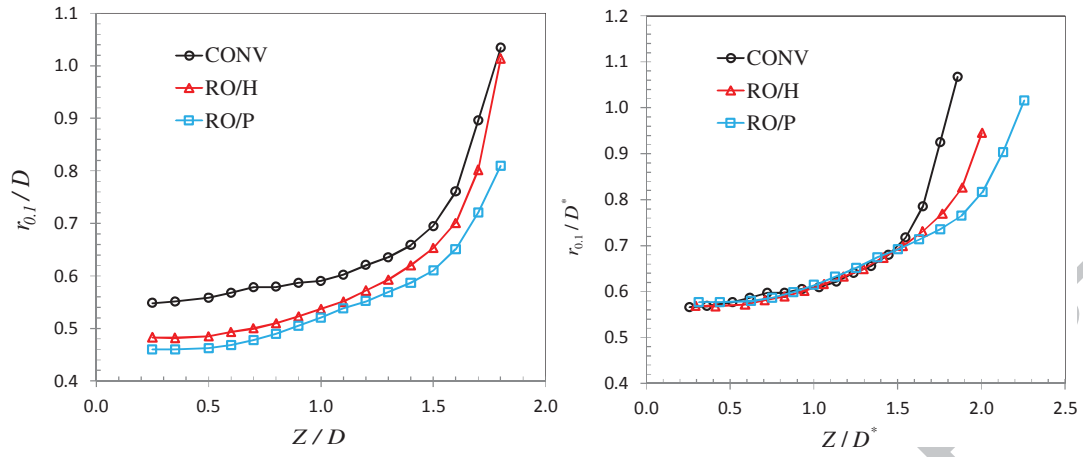 1.1
1.0
0.9
0.8
0.7
0.6
0.5
0.4
r0.1 / D
CONV
RO/H
RO/P
0.0 0.5 1.0 1.5 2.0
Z / D
1.2
1.1
1.0
0.9
0.8
0.7
0.6
0.5
0.4
r0.1 / D*
CONV
RO/H
RO/P
0.0 0.5 1.0 1.5 2.0 2.5
Z / D*